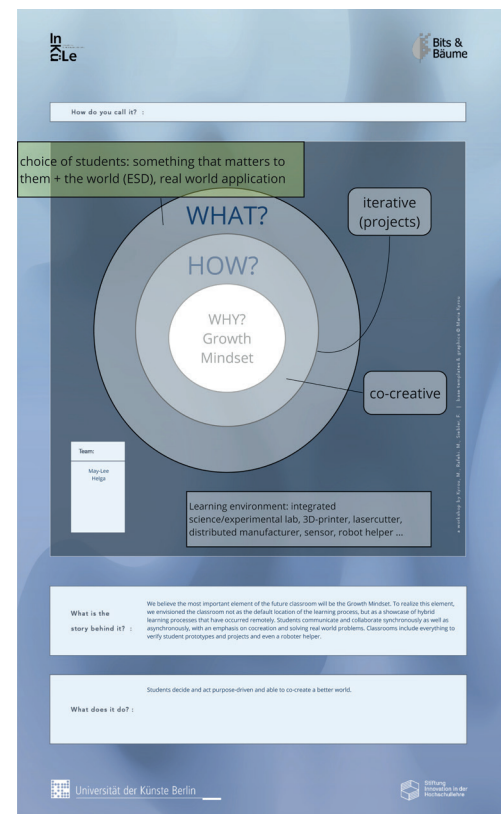 In
K:Le
Bits &
Bäume
How do you call it? :
choice of students: something that matters to
them + the world (ESD), real world application
WHAT?
iterative
(projects)
HOW?
WHY?
Growth
Mindset
co-creative
Team:
May-Lee
Helga
Learning environment: integrated
science/experimental lab, 3D-printer, lasercutter,
distributed manufacturer, sensor, robot helper ...
We believe the most important element of the future classroom will be the Growth Mindset. To realize this element,
we envisioned the classroom not as the default location of the learning process, but as a showcase of hybrid
learning processes that have occurred remotely. Students communicate and collaborate synchronously as well as
asynchronously, with an emphasis on cocreation and solving real world problems. Classrooms include everything to
verify student prototypes and projects and even a roboter helper.
What is the
story behind it? :
Students decide and act purpose-driven and able to co-create a better world.
What does it do? :
Universität der Künste Berlin
Stiftung
Innovation in der
Hochschullehre